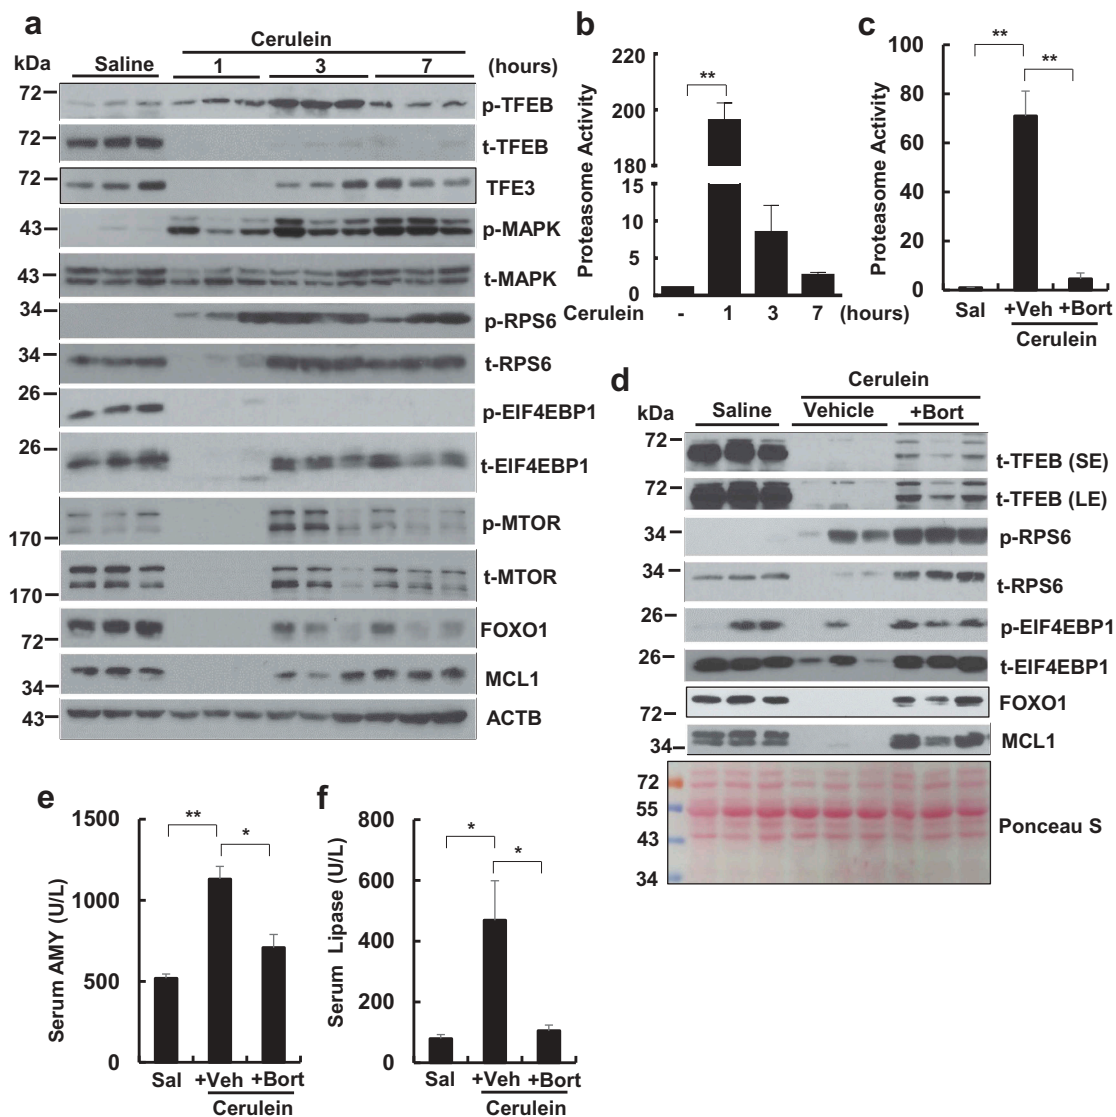 a
Cerulein
kDa
Saline
1
3
7
(hours)
72
p-TFEB
72
t-TFEB
72
TFE3
43
p-MAPK
43
t-MAPK
34
p-RPS6
34
t-RPS6
26
p-EIF4EBP1
26
t-EIF4EBP1
170
p-MTOR
170
t-MTOR
72
FOXO1
34
MCL1
43
ACTB
b
Proteasome Activity
220
200
180
15
10
5
0
**
Cerulein - 1 3 7 (hours)
c
Proteasome Activity
100
80
60
40
20
0
**
**
Sal +Veh +Bort
Cerulein
d
Cerulein
kDa
Saline Vehicle +Bort
72
t-TFEB (SE)
72
t-TFEB (LE)
34
p-RPS6
34
t-RPS6
26
p-EIF4EBP1
26
t-EIF4EBP1
72
FOXO1
34
MCL1
72
55
43
34
Ponceau S
e
Serum AMY (U/L)
1500
1000
500
0
**
*
Sal +Veh +Bort
Cerulein
f
Serum Lipase (U/L)
800
600
400
200
0
*
*
Sal +Veh +Bort
Cerulein